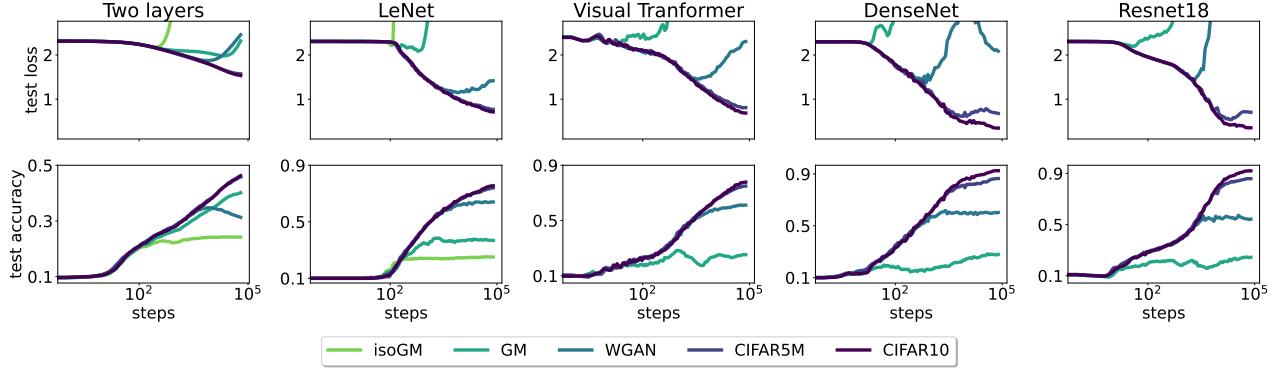 Two layers LeNet Visual Tranformer DenseNet Resnet18
test loss
2 2 2 2 2
1 1 1 1 1
test accuracy
0.5 0.9 0.9 0.9 0.9
0.3 0.5 0.5 0.5 0.5
0.1 0.1 0.1 0.1 0.1
10² 10⁵ 10² 10⁵ 10² 10⁵ 10² 10⁵ 10² 10⁵
steps steps steps steps steps
isoGM GM WGAN CIFAR5M CIFAR10